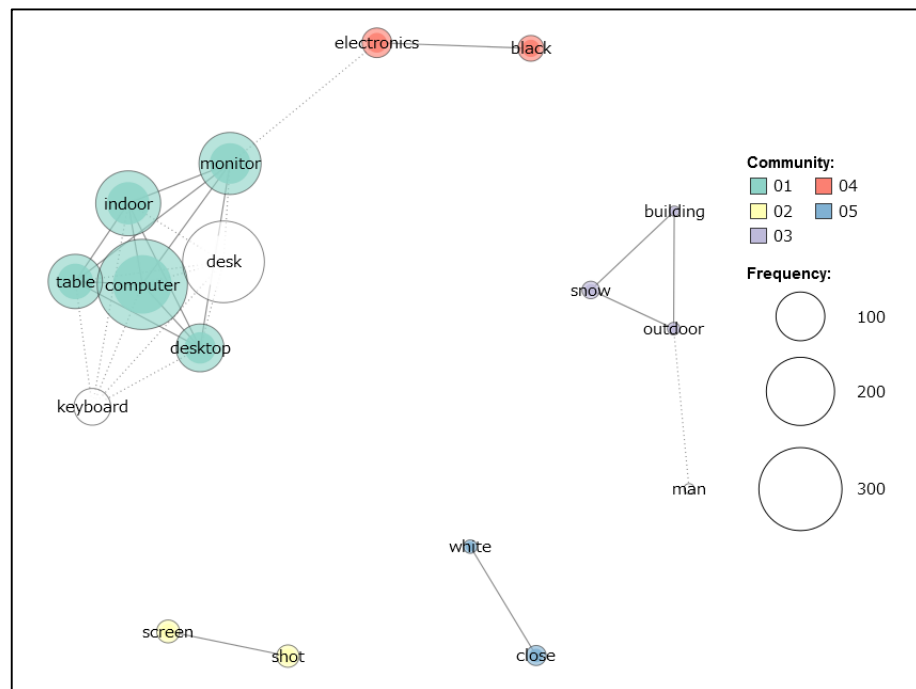 electronics
black
monitor
indoor
desk
table
computer
desktop
keyboard
building
snow
outdoor
man
white
close
screen
shot
Community:
01 04
02 05
03
Frequency:
100
200
300